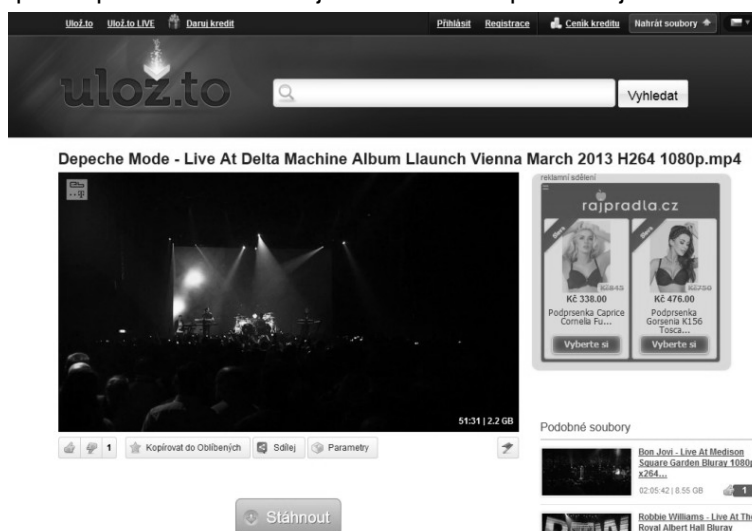 Ulož.to Ulož.to LIVE Daruj kredit Přihlásit Registrace Ceník kreditu Nahrát soubory
uloz.to
Vyhledat
Depeche Mode - Live At Delta Machine Album Llaunch Vienna March 2013 H264 1080p.mp4
reklamní sdělení
rajpradla.cz
Sleva Sleva
Kč845 Kč790
Kč 338.00 Kč 476.00
Podprsenka Caprice Cornelia Fu...
Podprsenka Gorsenia K156 Tosca...
Vyberte si Vyberte si
51:31 | 2.2 GB
1 Kopírovat do Oblíbených Sdílej Parametry
Podobné soubory
Bon Jovi - Live At Medison
Square Garden Bluray 1080p
x264...
02:05:42 | 8.55 GB 1
Stáhnout
Robbie Williams - Live At The
Royal Albert Hall Bluray